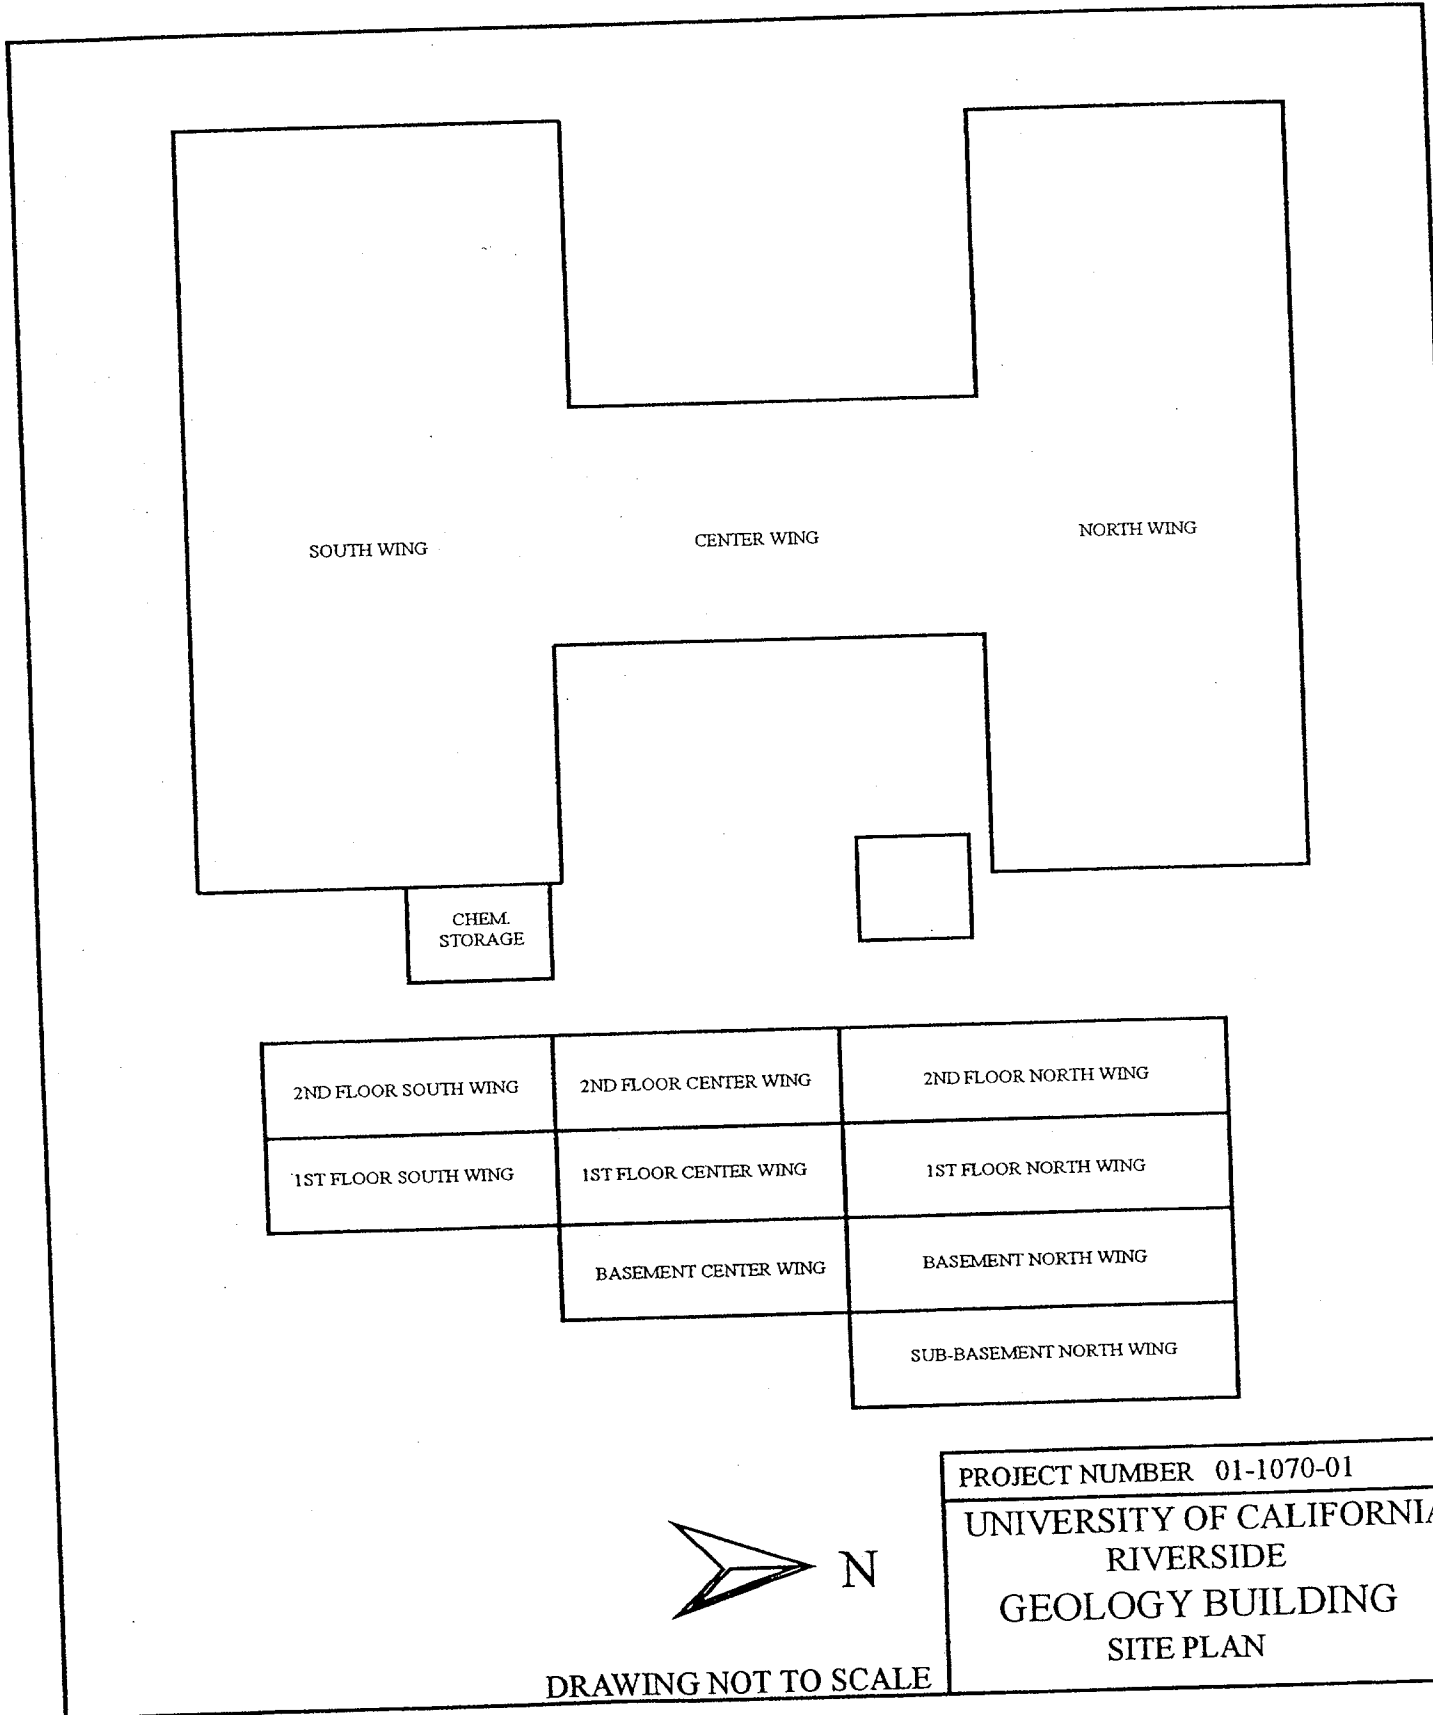 SOUTH WING
CENTER WING
NORTH WING
CHEM.
STORAGE
2ND FLOOR SOUTH WING
2ND FLOOR CENTER WING
2ND FLOOR NORTH WING
1ST FLOOR SOUTH WING
1ST FLOOR CENTER WING
1ST FLOOR NORTH WING
BASEMENT CENTER WING
BASEMENT NORTH WING
SUB-BASEMENT NORTH WING
PROJECT NUMBER 01-1070-01
UNIVERSITY OF CALIFORNIA
RIVERSIDE
GEOLOGY BUILDING
SITE PLAN
N
DRAWING NOT TO SCALE